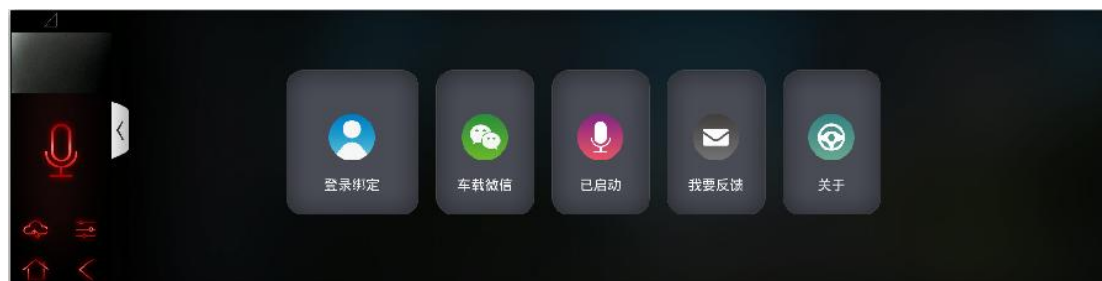 登录绑定
车载微信
已启动
我要反馈
关于